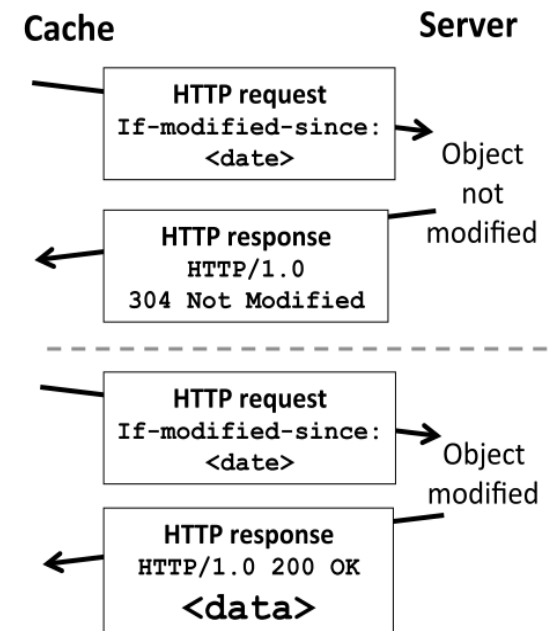 Cache
Server
HTTP request
If-modified-since:
<date>
Object
not
modified
HTTP response
HTTP/1.0
304 Not Modified
HTTP request
If-modified-since:
<date>
Object
modified
HTTP response
HTTP/1.0 200 OK
<data>